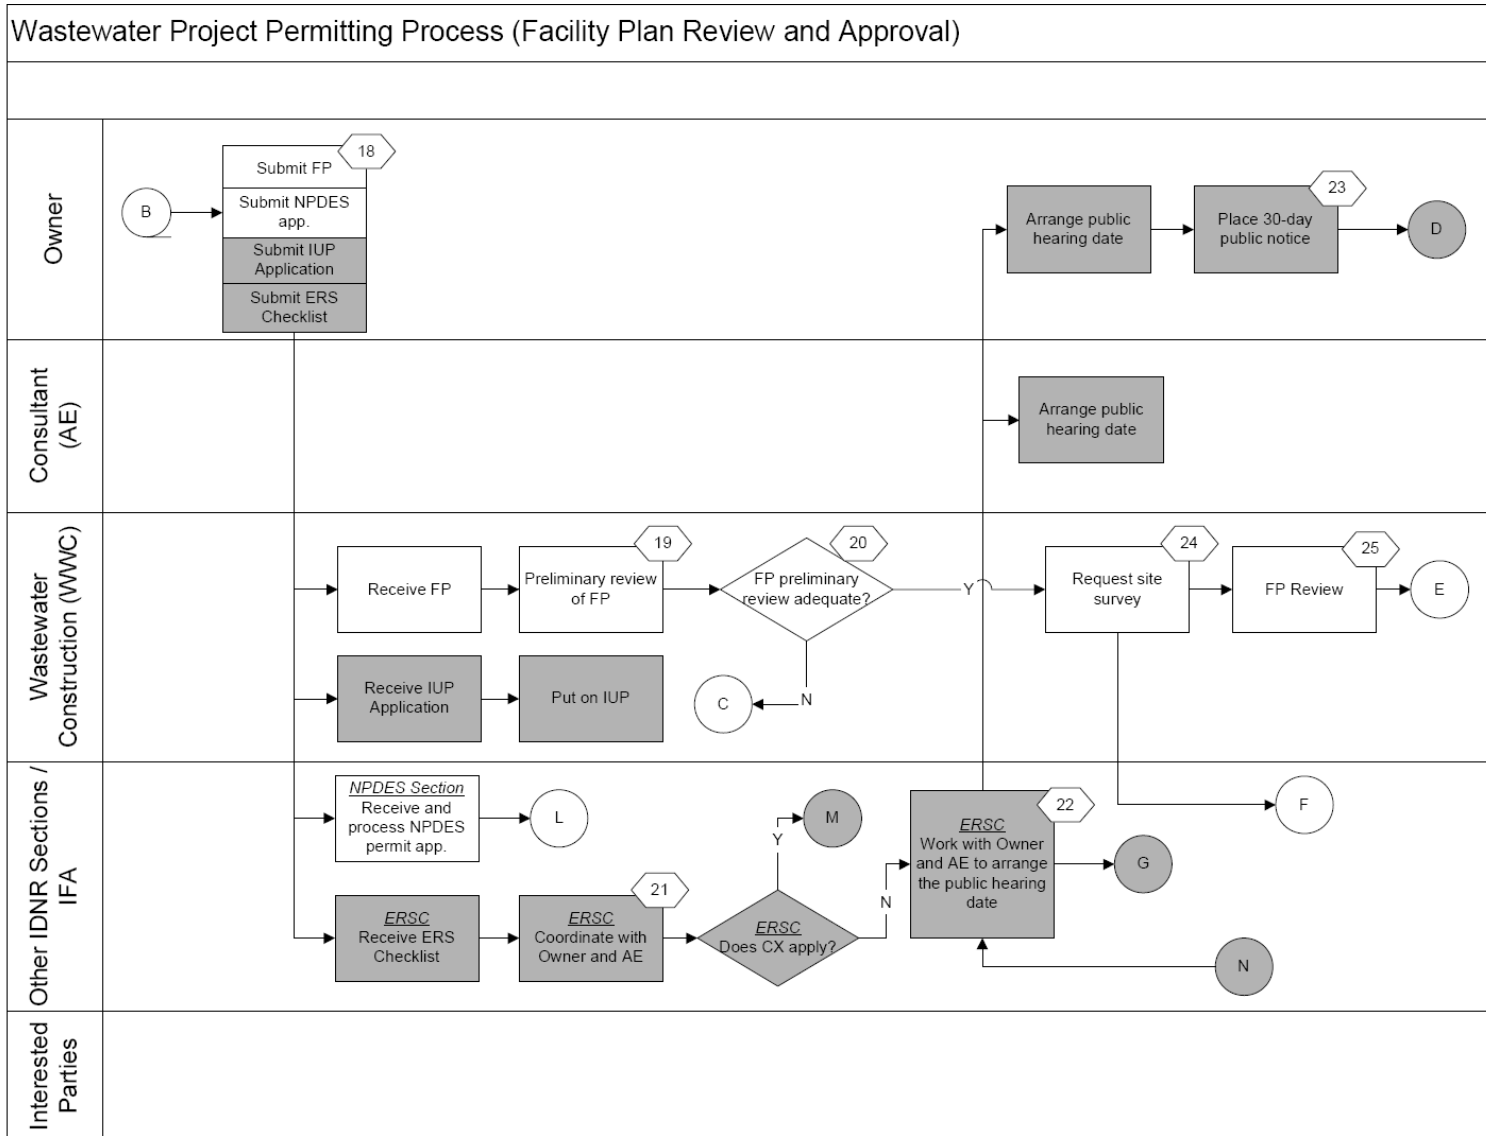 Wastewater Project Permitting Process (Facility Plan Review and Approval)
Owner
B
18
Submit FP
Submit NPDES
app.
Submit IUP
Application
Submit ERS
Checklist
Arrange public
hearing date
23
Place 30-day
public notice
D
Consultant
(AE)
Arrange public
hearing date
Wastewater
Construction (WWC)
Receive FP
19
Preliminary review
of FP
20
FP preliminary
review adequate?
Y
N
C
24
Request site
survey
25
FP Review
E
Receive IUP
Application
Put on IUP
Other IDNR Sections /
IFA
NPDES Section
Receive and
process NPDES
permit app.
L
M
Y
22
ERSC
Work with Owner
and AE to arrange
the public hearing
date
F
G
ERSC
Receive ERS
Checklist
21
ERSC
Coordinate with
Owner and AE
ERSC
Does CX apply?
N
N
Interested
Parties